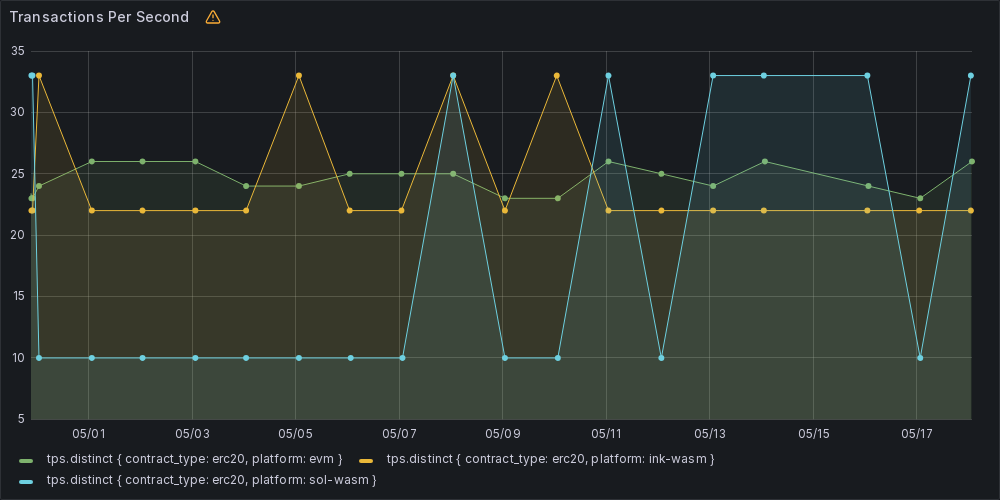 Transactions Per Second
35
30
25
20
15
10
5
05/01 05/03 05/05 05/07 05/09 05/11 05/13 05/15 05/17
tps.distinct { contract_type: erc20, platform: evm } tps.distinct { contract_type: erc20, platform: ink-wasm }
tps.distinct { contract_type: erc20, platform: sol-wasm }